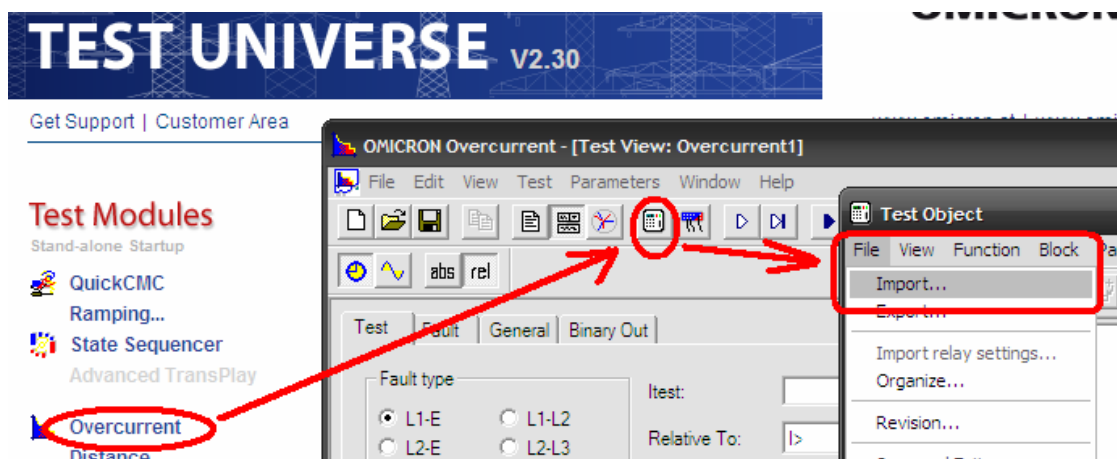 OMICRON
TEST UNIVERSE V2.30
Get Support | Customer Area
OMICRON Overcurrent - [Test View: Overcurrent1]
File Edit View Test Parameters Window Help
Test Modules
Stand-alone Startup
Test Object
File View Function Block
abs rel
QuickCMC
Import...
Ramping...
Export...
State Sequencer
Test Fault General Binary Out
Import relay settings...
Advanced TransPlay
Fault type
Itest:
Organize...
Overcurrent
L1-E L1-L2
Relative To: I>
Revision...
Distance
L2-E L2-L3